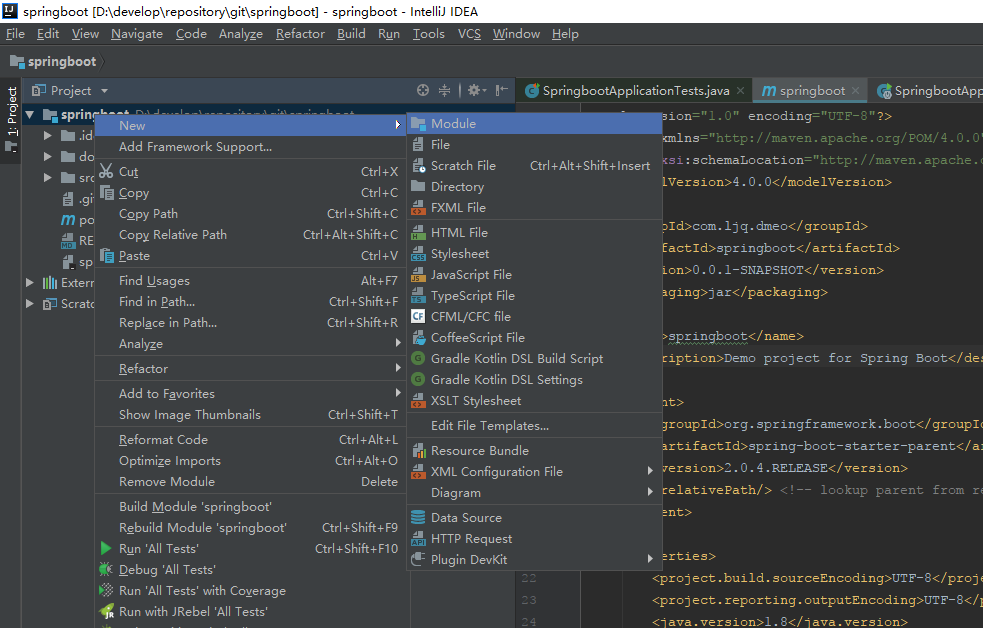 springboot [D:\develop\repository\git\springboot] - springboot - IntelliJ IDEA
File Edit View Navigate Code Analyze Refactor Build Run Tools VCS Window Help
springboot
1: Project
Project
SpringbootApplicationTests.java
springboot
SpringbootApp
springboot D:\develop\repository\git\springboot
.id
do
src
.gi
po
RE
sp
Extern
Scratc
New
Add Framework Support...
Cut Ctrl+X
Copy Ctrl+C
Copy Path Ctrl+Shift+C
Copy Relative Path Ctrl+Alt+Shift+C
Paste Ctrl+V
Find Usages Alt+F7
Find in Path... Ctrl+Shift+F
Replace in Path... Ctrl+Shift+R
Analyze
Refactor
Add to Favorites
Show Image Thumbnails Ctrl+Shift+T
Reformat Code Ctrl+Alt+L
Optimize Imports Ctrl+Alt+O
Remove Module Delete
Build Module 'springboot'
Rebuild Module 'springboot' Ctrl+Shift+F9
Run 'All Tests' Ctrl+Shift+F10
Debug 'All Tests'
Run 'All Tests' with Coverage
Run with JRebel 'All Tests'
Module
File
Scratch File Ctrl+Alt+Shift+Insert
Directory
FXML File
HTML File
Stylesheet
JavaScript File
TypeScript File
CFML/CFC file
CoffeeScript File
Gradle Kotlin DSL Build Script
Gradle Kotlin DSL Settings
XSLT Stylesheet
Edit File Templates...
Resource Bundle
XML Configuration File
Diagram
Data Source
HTTP Request
Plugin DevKit
sion="1.0" encoding="UTF-8"?>
xmlns="http://maven.apache.org/POM/4.0.0"
xsi:schemaLocation="http://maven.apache.o
lVersion>4.0.0</modelVersion>
pId>com.ljg.dmeo</groupId>
factId>springboot</artifactId>
ion>0.0.1-SNAPSHOT</version>
aging>jar</packaging>
>springboot</name>
ription>Demo project for Spring Boot</des
nt>
groupId>org.springframework.boot</groupId
artifactId>spring-boot-starter-parent</ar
version>2.0.4.RELEASE</version>
relativePath/> <!-- lookup parent from re
ent>
erties>
22 <project.build.sourceEncoding>UTF-8</proje
23 <project.reporting.outputEncoding>UTF-8</p
24 <java.version>1.8</java.version>